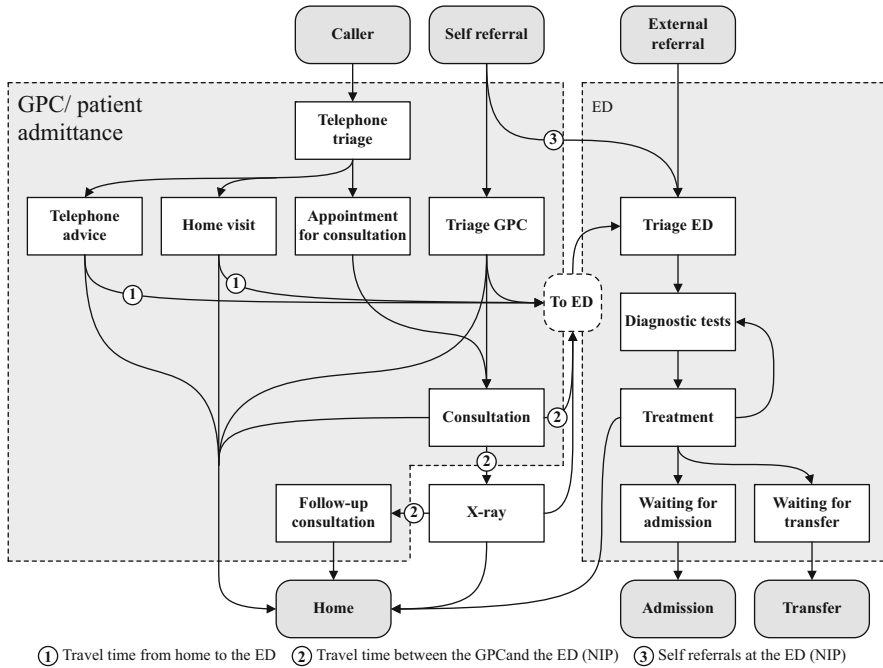 Caller
Self referral
External
referral
GPC/ patient
admittance
ED
Telephone
triage
3
Telephone
advice
Home visit
Appointment
for consultation
Triage GPC
Triage ED
1
1
To ED
Diagnostic tests
Consultation
2
Treatment
2
Follow-up
consultation
2
X-ray
Waiting for
admission
Waiting for
transfer
Home
Admission
Transfer
1 Travel time from home to the ED
2 Travel time between the GPCand the ED (NIP)
3 Self referrals at the ED (NIP)